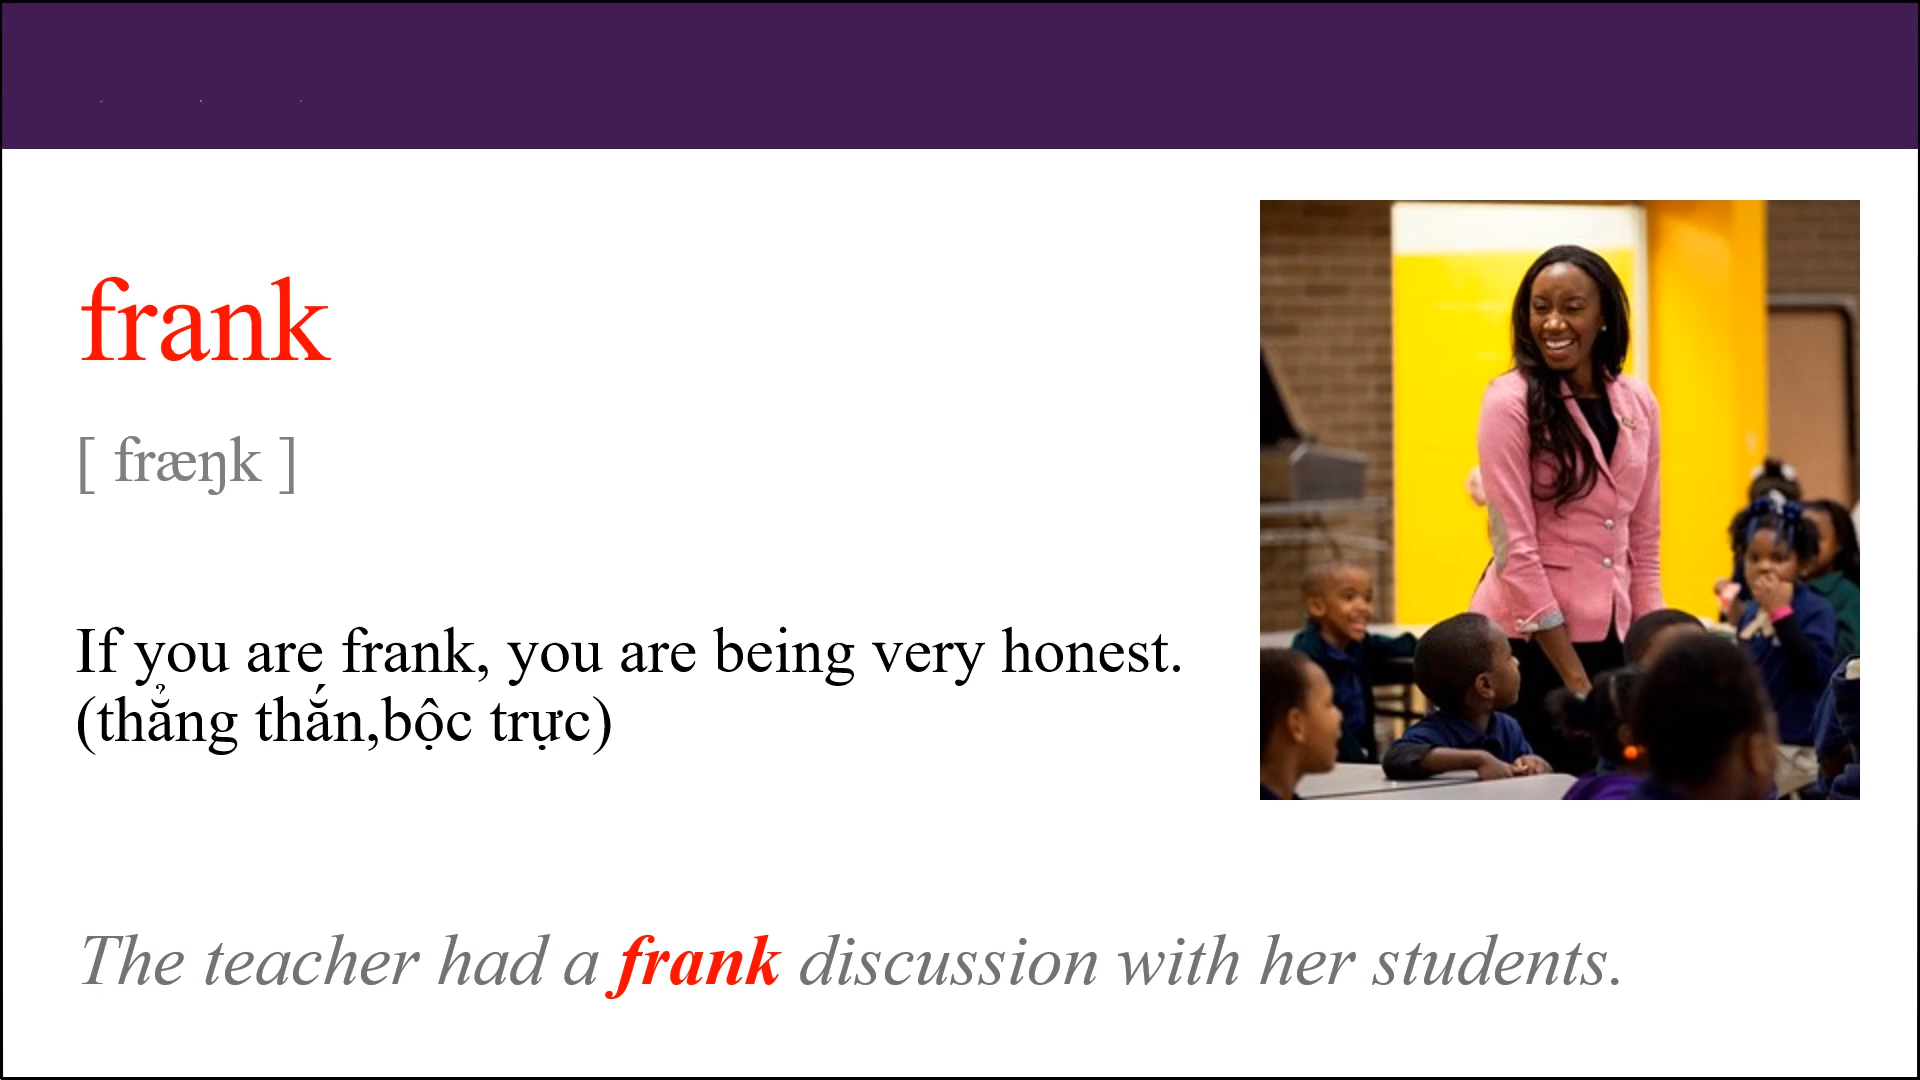 frank
[ fræŋk ]
If you are frank, you are being very honest.
(thẳng thắn,bộc trực)
The teacher had a frank discussion with her students.